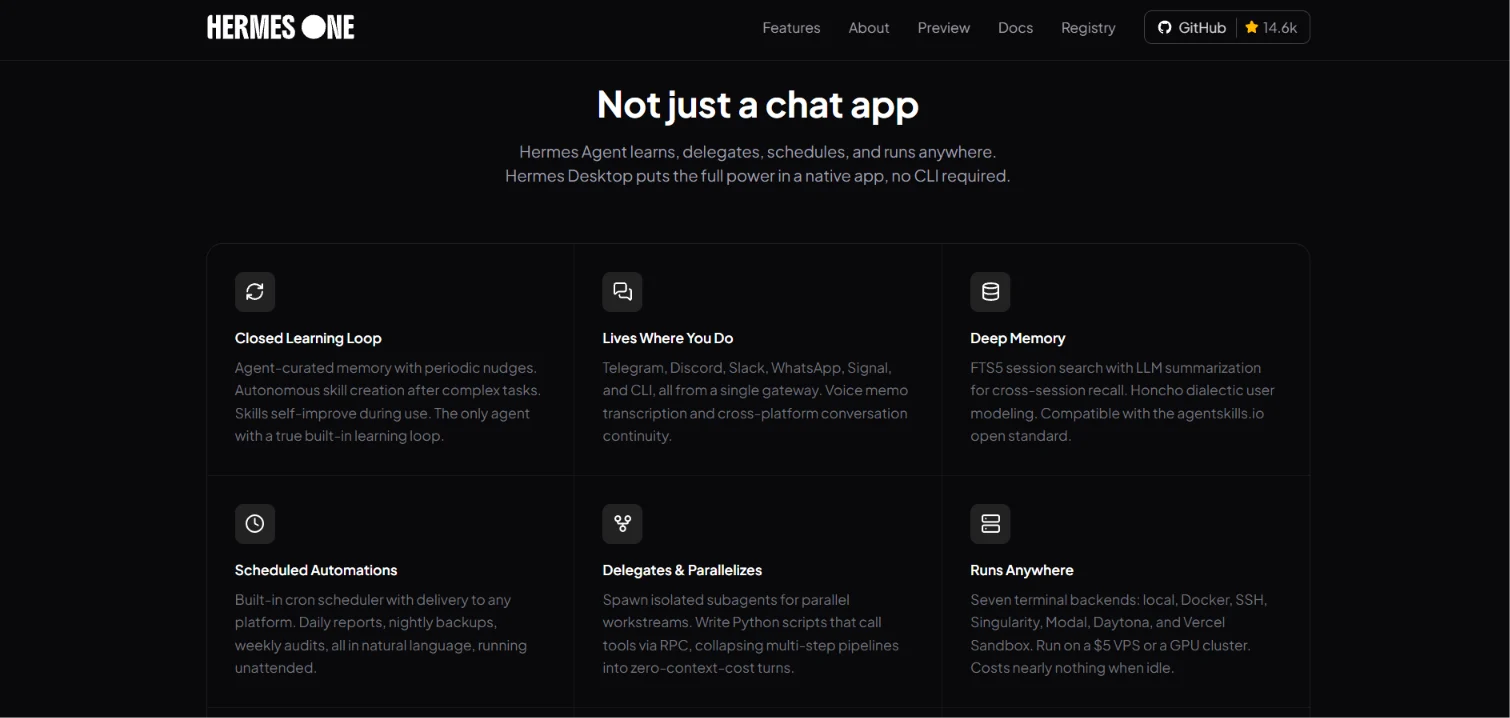 HERMES ONE
Features
About
Preview
Docs
Registry
GitHub
14.6k
Not just a chat app
Hermes Agent learns, delegates, schedules, and runs anywhere.
Hermes Desktop puts the full power in a native app, no CLI required.
Closed Learning Loop
Agent-curated memory with periodic nudges.
Autonomous skill creation after complex tasks.
Skills self-improve during use. The only agent
with a true built-in learning loop.
Lives Where You Do
Telegram, Discord, Slack, WhatsApp, Signal,
and CLI, all from a single gateway. Voice memo
transcription and cross-platform conversation
continuity.
Deep Memory
FTS5 session search with LLM summarization
for cross-session recall. Honcho dialectic user
modeling. Compatible with the agentskills.io
open standard.
Scheduled Automations
Built-in cron scheduler with delivery to any
platform. Daily reports, nightly backups,
weekly audits, all in natural language, running
unattended.
Delegates & Parallelizes
Spawn isolated subagents for parallel
workstreams. Write Python scripts that call
tools via RPC, collapsing multi-step pipelines
into zero-context-cost turns.
Runs Anywhere
Seven terminal backends: local, Docker, SSH,
Singularity, Modal, Daytona, and Vercel
Sandbox. Run on a $5 VPS or a GPU cluster.
Costs nearly nothing when idle.